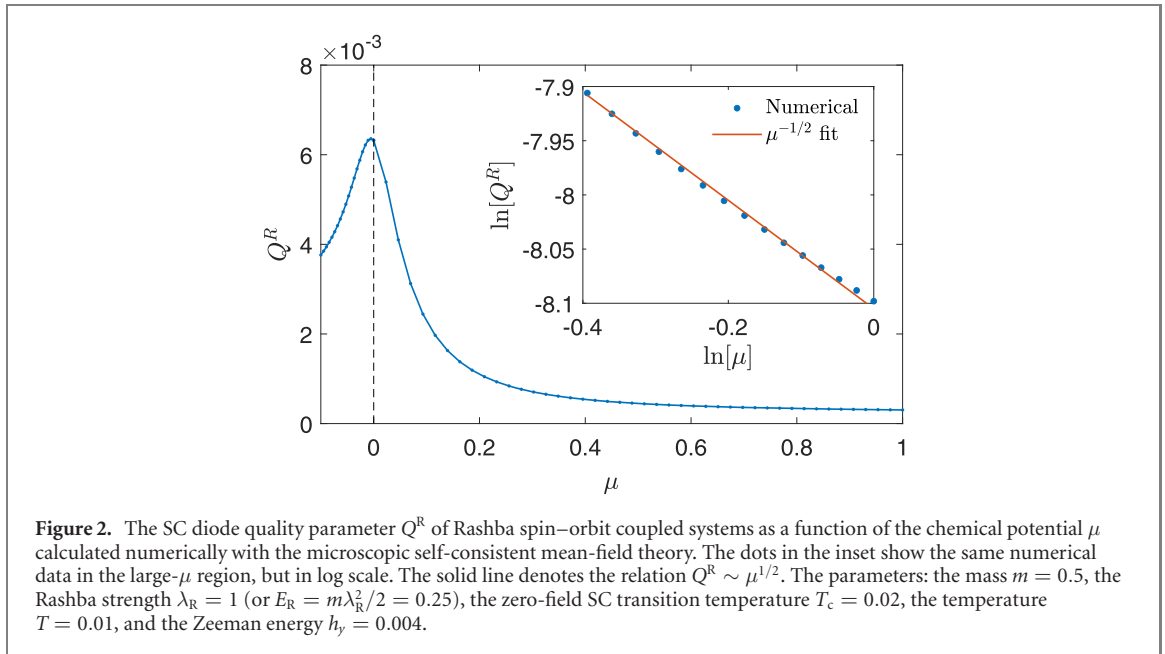 ×10⁻³
8
6
4
2
0
Qᴿ
0
0.2
0.4
0.6
0.8
1
μ
-7.9
-7.95
-8
-8.05
-8.1
ln[Qᴿ]
-0.4
-0.2
0
ln[μ]
Numerical
μ⁻¹ᐟ² fit
Figure 2. The SC diode quality parameter Qᴿ of Rashba spin–orbit coupled systems as a function of the chemical potential μ
calculated numerically with the microscopic self-consistent mean-field theory. The dots in the inset show the same numerical
data in the large-μ region, but in log scale. The solid line denotes the relation Qᴿ ∼ μ¹ᐟ². The parameters: the mass m = 0.5, the
Rashba strength λ_R = 1 (or E_R = mλ_R²/2 = 0.25), the zero-field SC transition temperature T_c = 0.02, the temperature
T = 0.01, and the Zeeman energy h_y = 0.004.